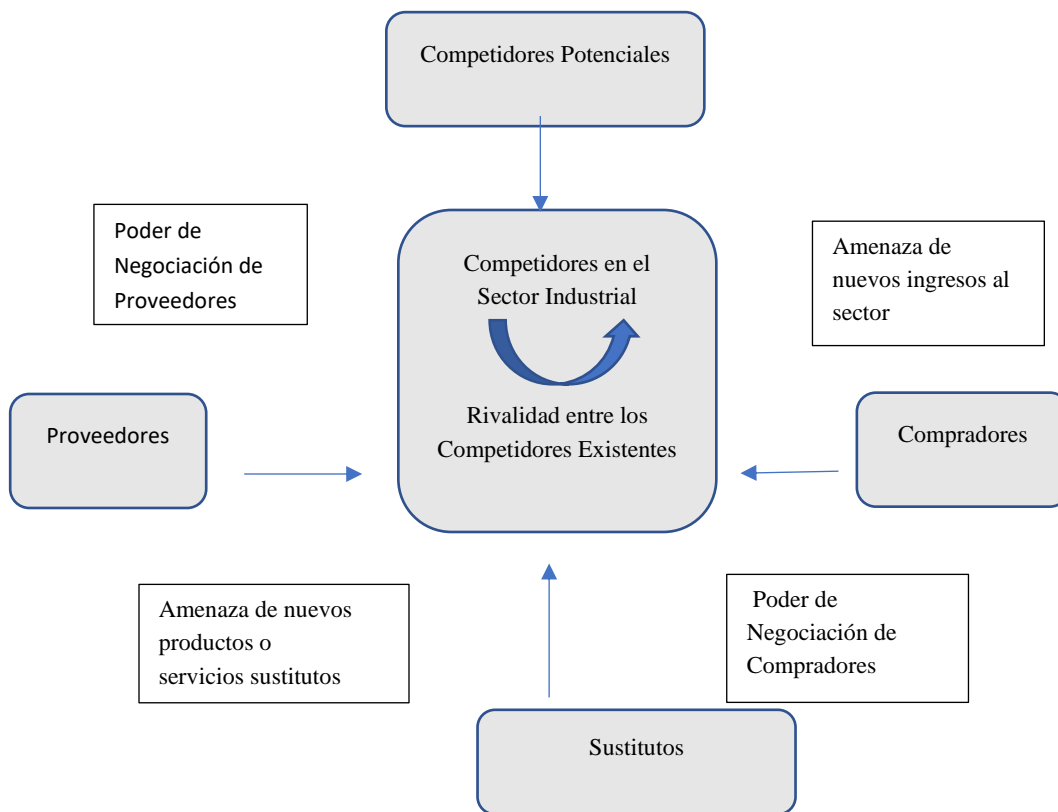 Competidores Potenciales
Poder de
Negociación de
Proveedores
Competidores en el
Sector Industrial
Amenaza de
nuevos ingresos al
sector
Proveedores
Rivalidad entre los
Competidores Existentes
Compradores
Amenaza de nuevos
productos o
servicios sustitutos
Poder de
Negociación de
Compradores
Sustitutos